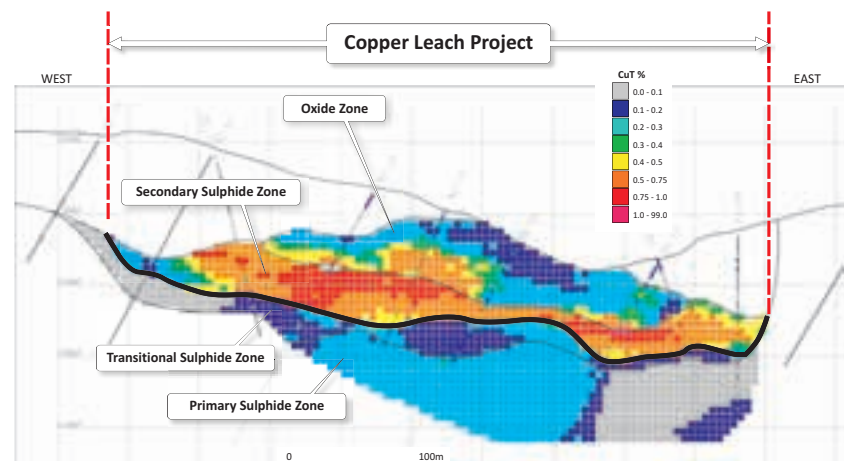 Copper Leach Project
WEST
EAST
CuT %
0.0 - 0.1
0.1 - 0.2
0.2 - 0.3
0.3 - 0.4
0.4 - 0.5
0.5 - 0.75
0.75 - 1.0
1.0 - 99.0
Oxide Zone
Secondary Sulphide Zone
Transitional Sulphide Zone
Primary Sulphide Zone
0 100m